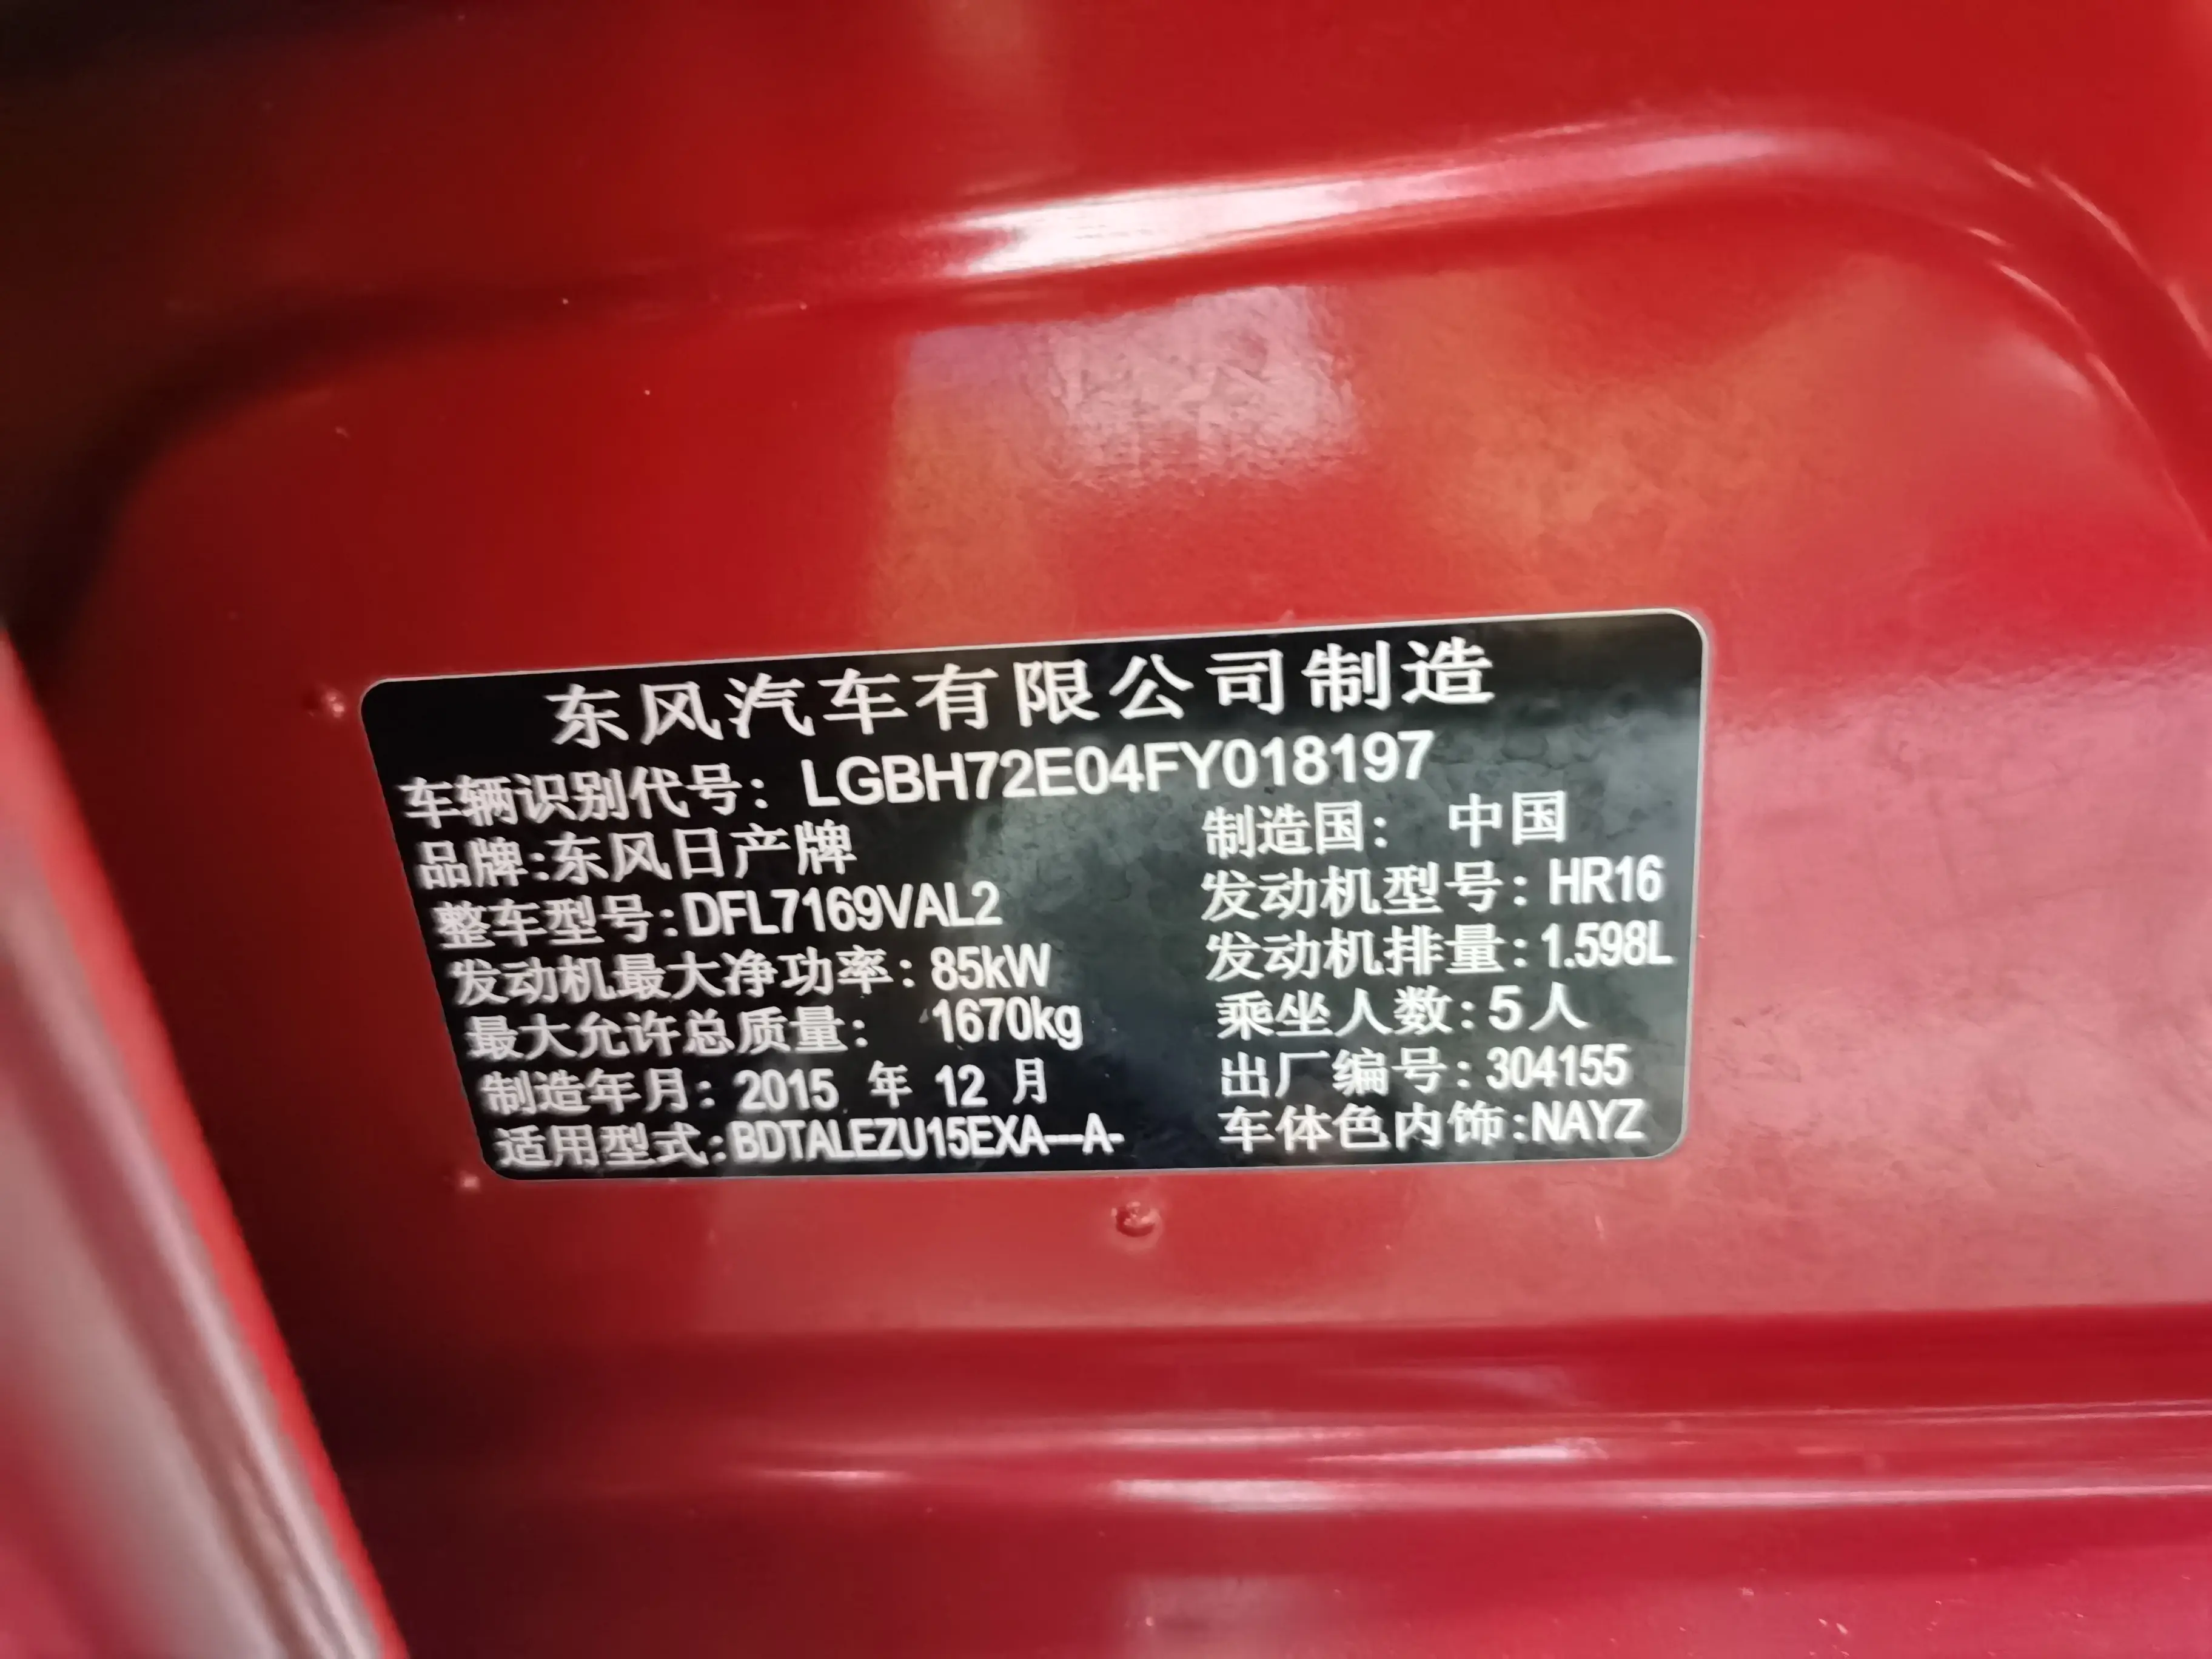 东风汽车有限公司制造
车辆识别代号：LGBH72E04FY018197
品牌:东风日产牌 制造国： 中国
整车型号:DFL7169VAL2 发动机型号：HR16
发动机最大净功率：85kW 发动机排量：1.598L
最大允许总质量： 1670kg 乘坐人数：5人
制造年月：2015 年 12 月 出厂编号：304155
适用型式:BDTALEZU15EXA---A- 车体色内饰:NAYZ